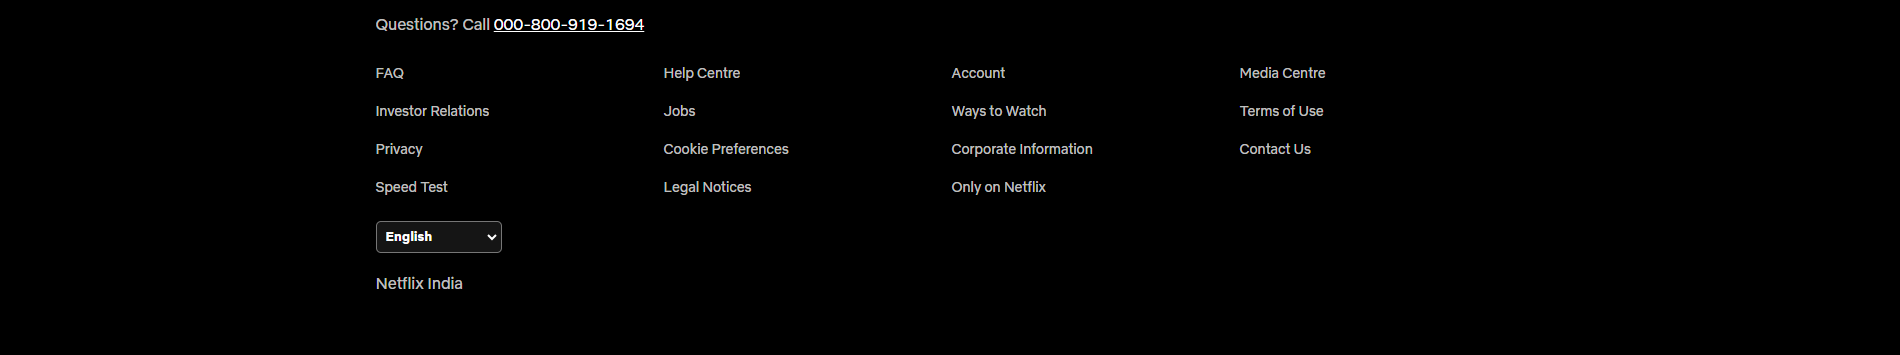 Questions? Call 000-800-919-1694
FAQ Help Centre Account Media Centre
Investor Relations Jobs Ways to Watch Terms of Use
Privacy Cookie Preferences Corporate Information Contact Us
Speed Test Legal Notices Only on Netflix
English
Netflix India